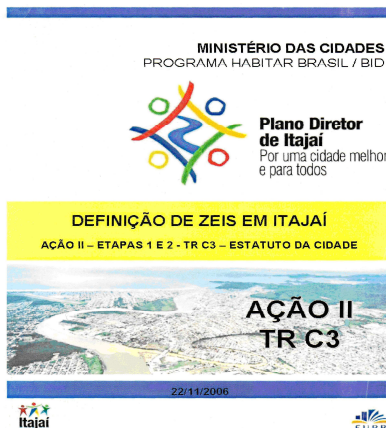 MINISTÉRIO DAS CIDADES
PROGRAMA HABITAR BRASIL / BID
Plano Diretor
de Itajaí
Por uma cidade melhor
e para todos
DEFINIÇÃO DE ZEIS EM ITAJAÍ
AÇÃO II – ETAPAS 1 E 2 - TR C3 – ESTATUTO DA CIDADE
AÇÃO II
TR C3
22/11/2006
Itajaí